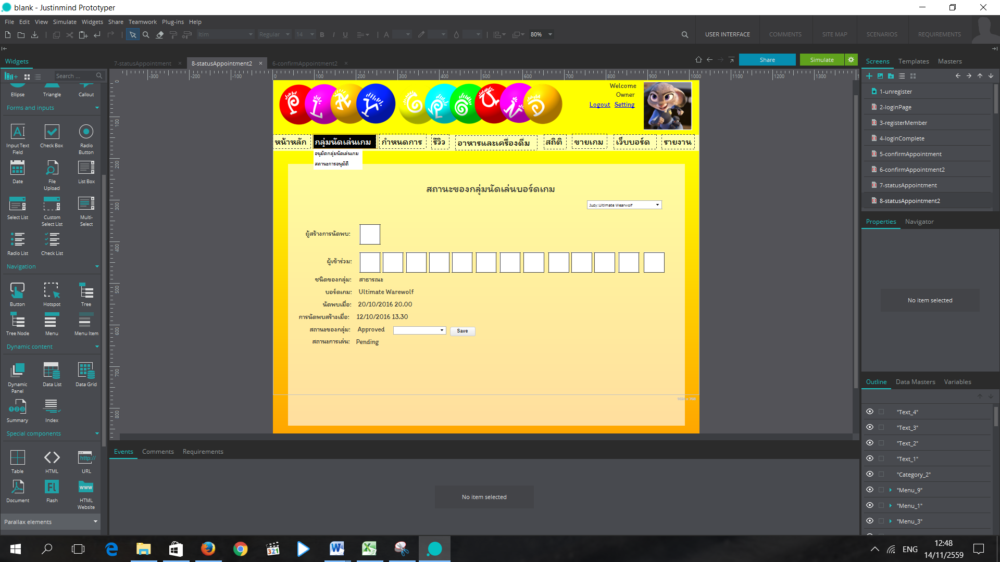 blank - Justinmind Prototyper
File Edit View Simulate Widgets Share Teamwork Plug-ins Help
Itim Regular 14 B I U A 80%
USER INTERFACE COMMENTS SITE MAP SCENARIOS REQUIREMENTS
Widgets
Search ...
Ellipse Triangle Callout
Forms and inputs
Input Text Field Check Box Radio Button
Date File Upload List Box
Select List Custom Select List Multi-Select
Radio List Check List
Navigation
Button Hotspot Tree
Tree Node Menu Menu Item
Dynamic content
Dynamic Panel Data List Data Grid
Summary Index
Special components
Table HTML URL
Document Flash HTML Website
Parallax elements
7-statusAppointment 8-statusAppointment2 6-confirmAppointment2
Share Simulate
-300 -200 -100 0 100 200 300 400 500 600 700 800 900 1000 1100 1200 1300
0 100 200 300 400 500 600 700 800
Welcome
Owner
Logout Setting
หน้าหลัก กลุ่มนัดเล่นเกม กำหนดการ รีวิว อาหารและเครื่องดื่ม สถิติ ขายเกม เว็บบอร์ด รายงาน
อนุมัตกลุ่มนัดเล่นเกม
สถานะการอนุมัติ
สถานะของกลุ่มนัดเล่นบอร์ดเกม
Judy:Ultimate Wearwolf
ผู้สร้างการนัดพบ:
ผู้เข้าร่วม:
ชนิดของกลุ่ม: สาธารณะ
บอร์ดเกม: Ultimate Warewolf
นัดพบเมื่อ: 20/10/2016 20.00
การนัดพบสร้างเมื่อ: 12/10/2016 13.30
สถานะของกลุ่ม: Approved Save
สถานะการเล่น: Pending
1024 x 768
Events Comments Requirements
No item selected
Screens Templates Masters
1-unregister
2-loginPage
3-registerMember
4-loginComplete
5-confirmAppointment
6-confirmAppointment2
7-statusAppointment
8-statusAppointment2
Properties Navigator
No item selected
Outline Data Masters Variables
"Text_4"
"Text_3"
"Text_2"
"Text_1"
"Category_2"
"Menu_9"
"Menu_1"
"Menu_3"
ENG
12:48
14/11/2559